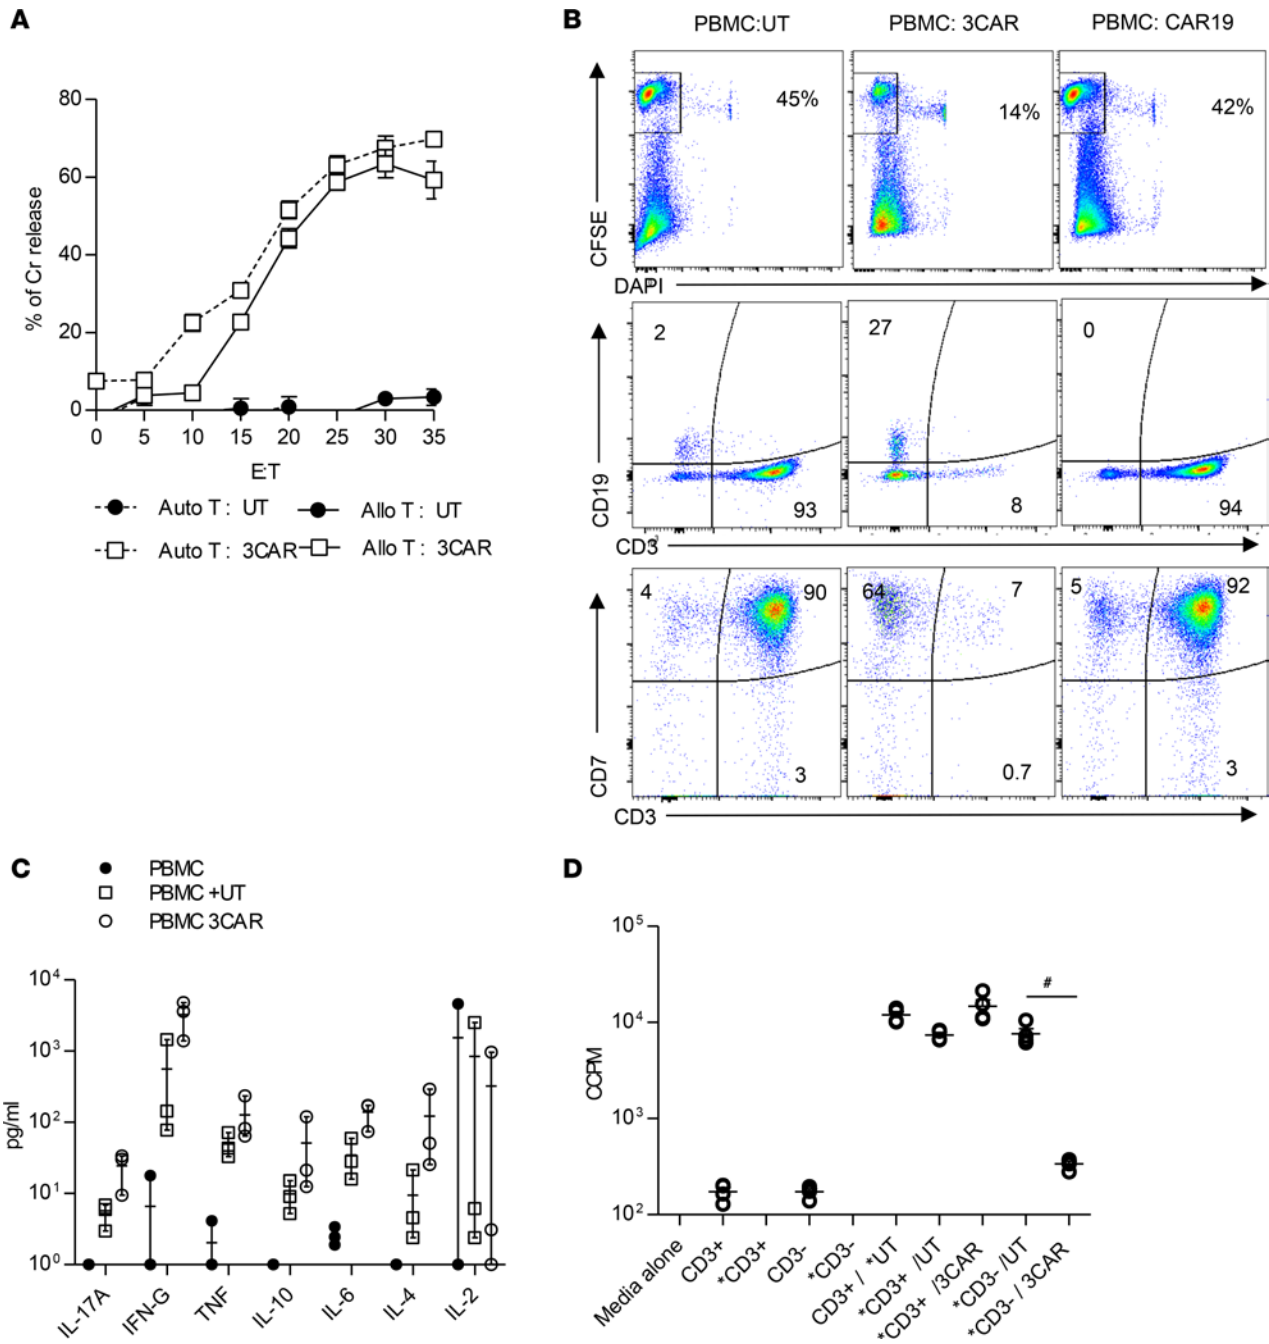 A
80
60
40
20
0
% of Cr release
0 5 10 15 20 25 30 35
E:T
Auto T : UT Allo T : UT
Auto T : 3CAR Allo T : 3CAR
B
PBMC:UT PBMC: 3CAR PBMC: CAR19
45% 14% 42%
CFSE
DAPI
2 27 0
93 8 94
CD19
CD3
4 90 64 7 5 92
3 0.7 3
CD7
CD3
C
PBMC
PBMC +UT
PBMC 3CAR
10⁴
10³
10²
10¹
10⁰
pg/ml
IL-17A IFN-G TNF IL-10 IL-6 IL-4 IL-2
D
10⁵
10⁴
10³
10²
CCPM
#
Media alone
CD3+
*CD3+
CD3-
*CD3-
CD3+ / *UT
*CD3+ /UT
*CD3+ /3CAR
*CD3- /UT
*CD3- / 3CAR